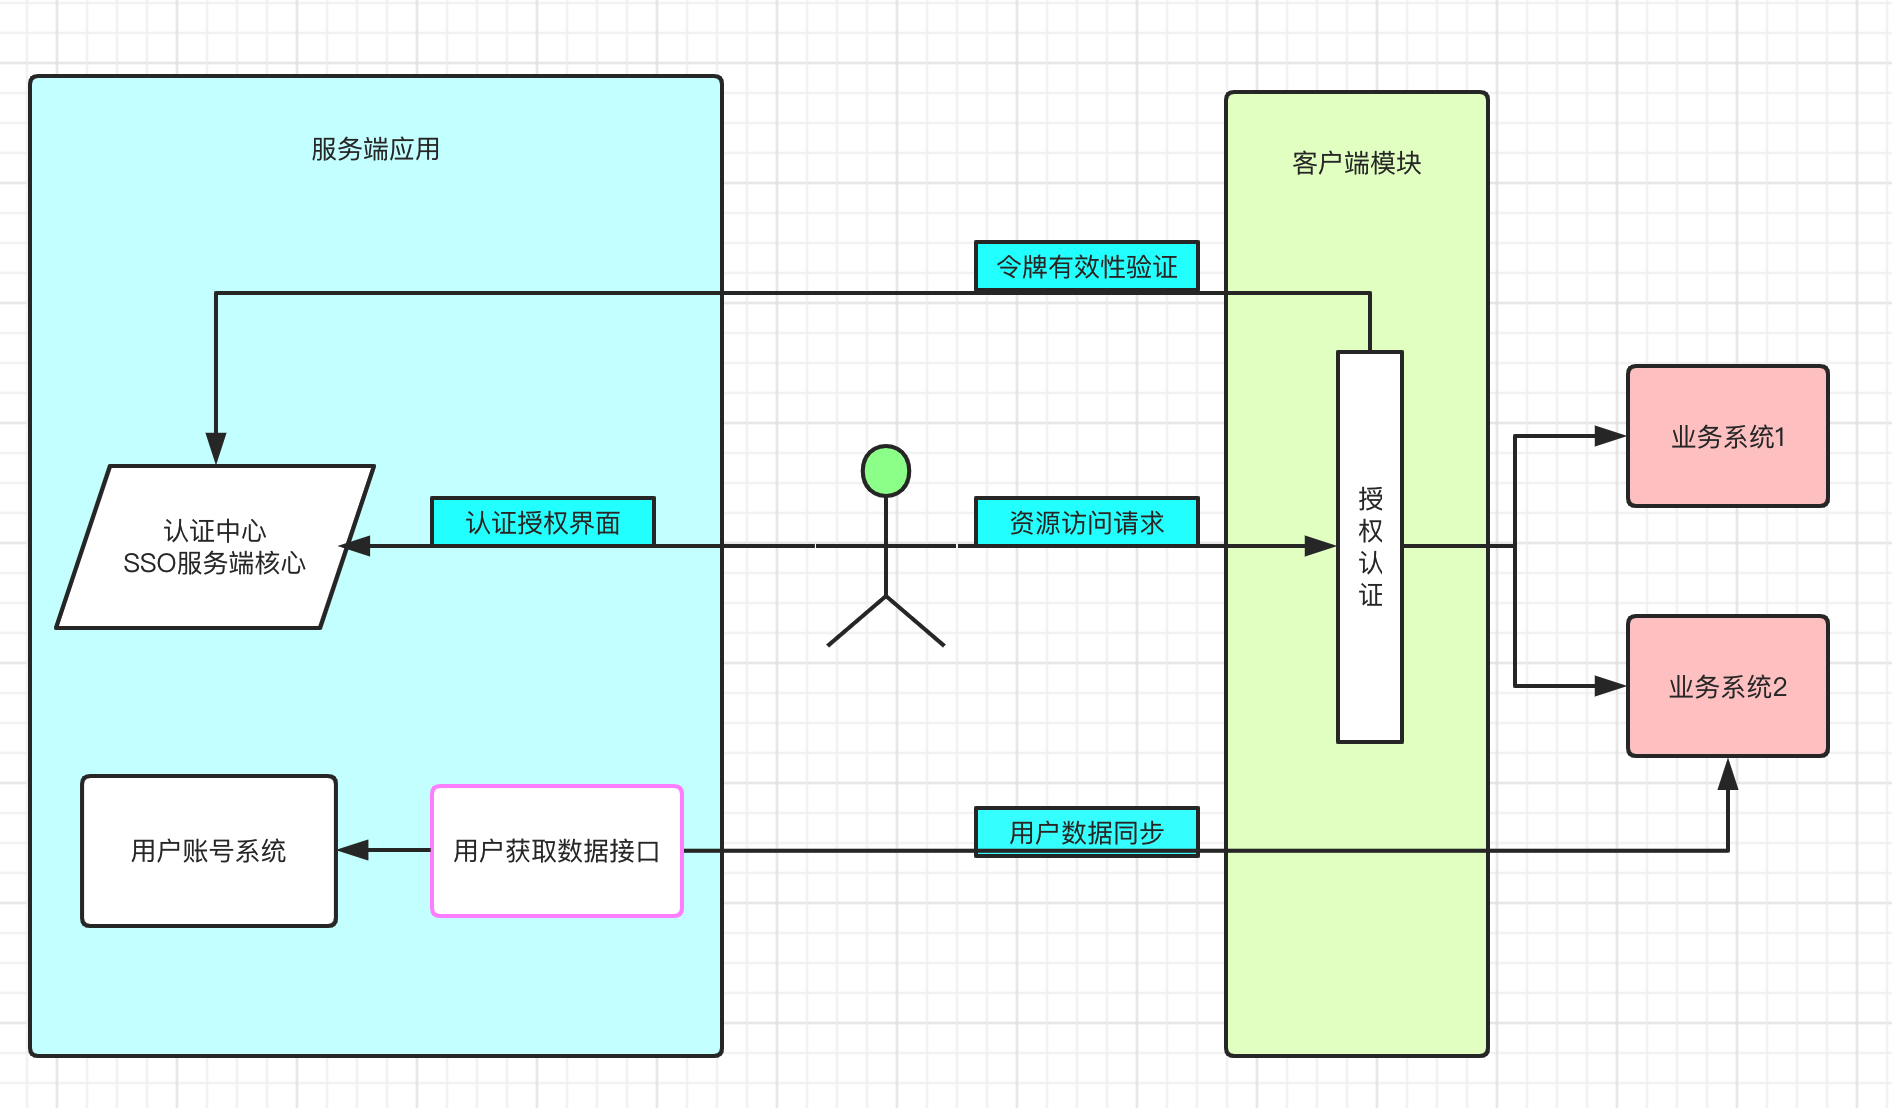 服务端应用
客户端模块
令牌有效性验证
认证中心
SSO服务端核心
认证授权界面
资源访问请求
授
权
认
证
业务系统1
业务系统2
用户账号系统
用户获取数据接口
用户数据同步